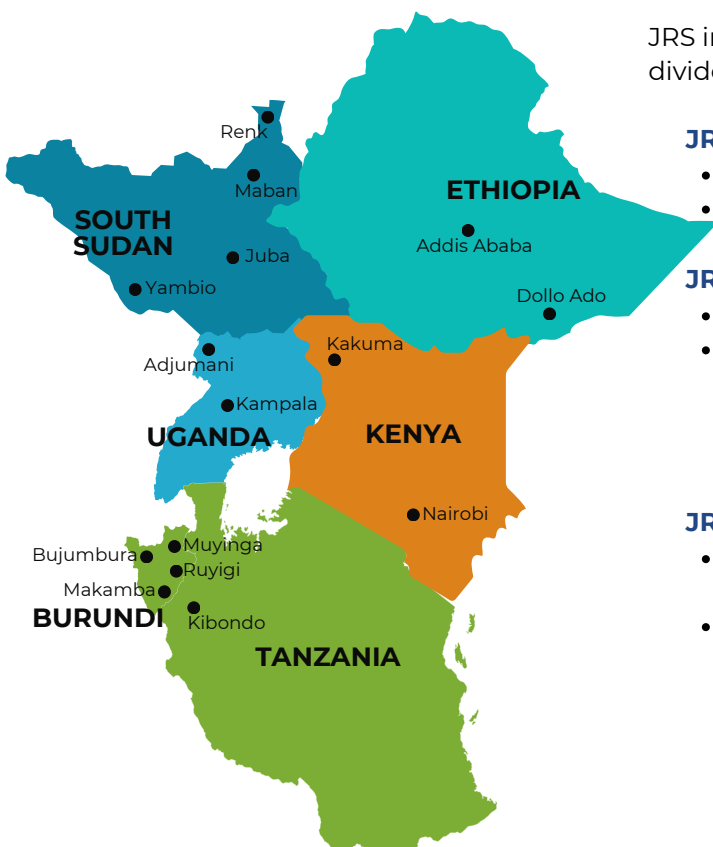 JRS i
divid
Renk
Maban
SOUTH
SUDAN
Juba
Yambio
ETHIOPIA
Addis Ababa
Dollo Ado
Adjumani
Kampala
UGANDA
Kakuma
KENYA
Nairobi
Bujumbura
Muyinga
Ruyigi
Makamba
BURUNDI
Kibondo
TANZANIA
JR
JR
JR